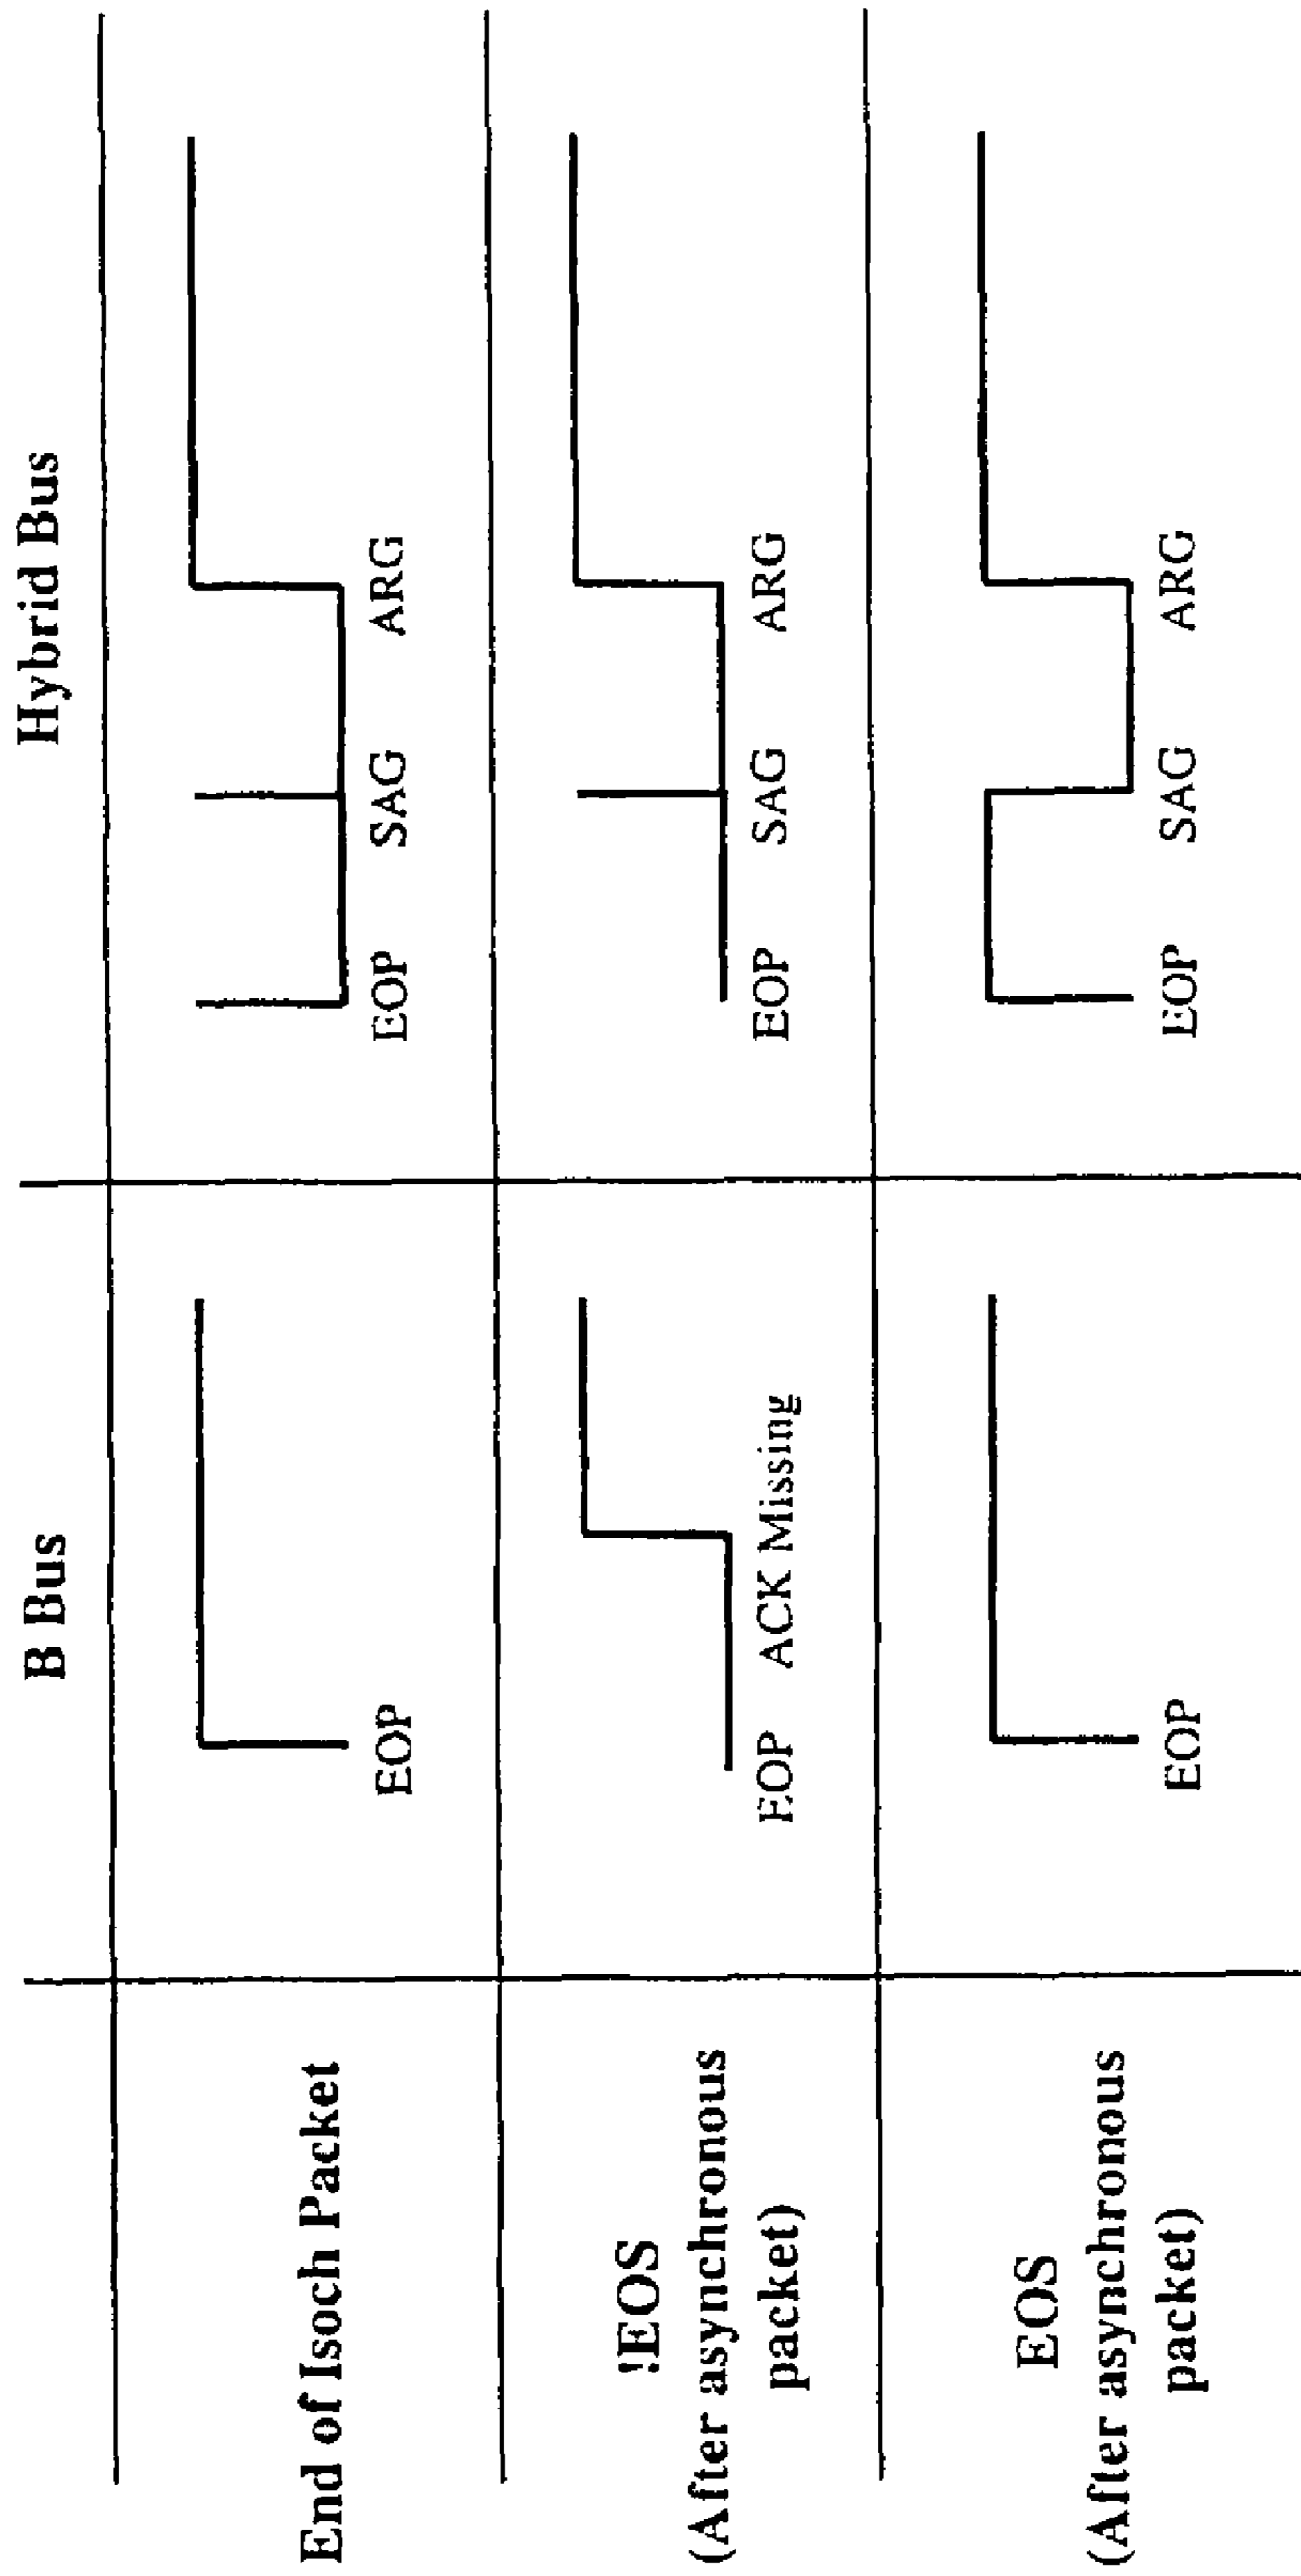 B Bus
Hybrid Bus
End of Isoch Packet
EOP
EOP
SAG
ARG
!EOS
(After asynchronous
packet)
EOP
ACK Missing
EOP
SAG
ARG
EOS
(After asynchronous
packet)
EOP
EOP
SAG
ARG